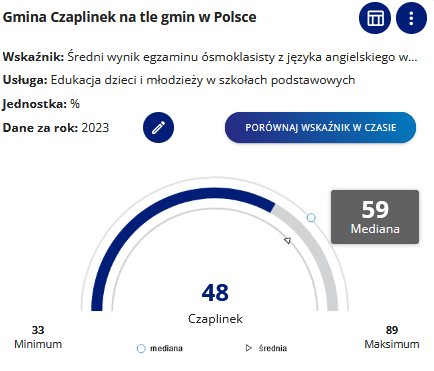 Gmina Czaplinek na tle gmin w Polsce
Wskaźnik: Średni wynik egzaminu ósmoklasisty z języka angielskiego w...
Usługa: Edukacja dzieci i młodzieży w szkołach podstawowych
Jednostka: %
Dane za rok: 2023
PORÓWNAJ WSKAŹNIK W CZASIE
59
Mediana
48
Czaplinek
33
Minimum
89
Maksimum
mediana
średnia